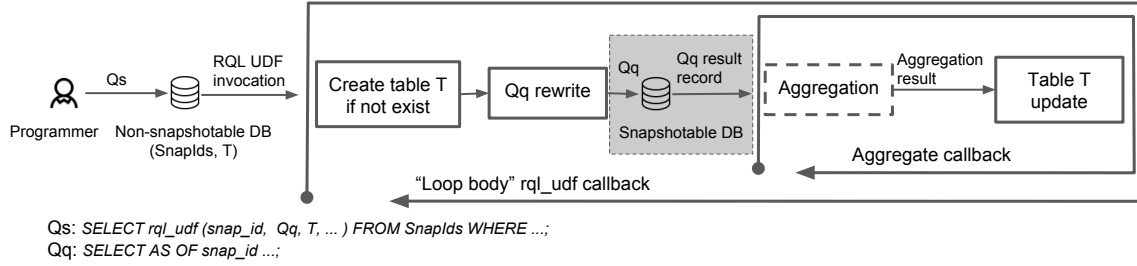 Qs
RQL UDF
invocation
Programmer
Non-snapshotable DB
(SnapIds, T)
Create table T
if not exist
Qq rewrite
Qq
Qq result
record
Snapshotable DB
Aggregation
Aggregation
result
Table T
update
Aggregate callback
“Loop body” rql_udf callback
Qs: SELECT rql_udf (snap_id, Qq, T, ... ) FROM SnapIds WHERE ...;
Qq: SELECT AS OF snap_id ...;